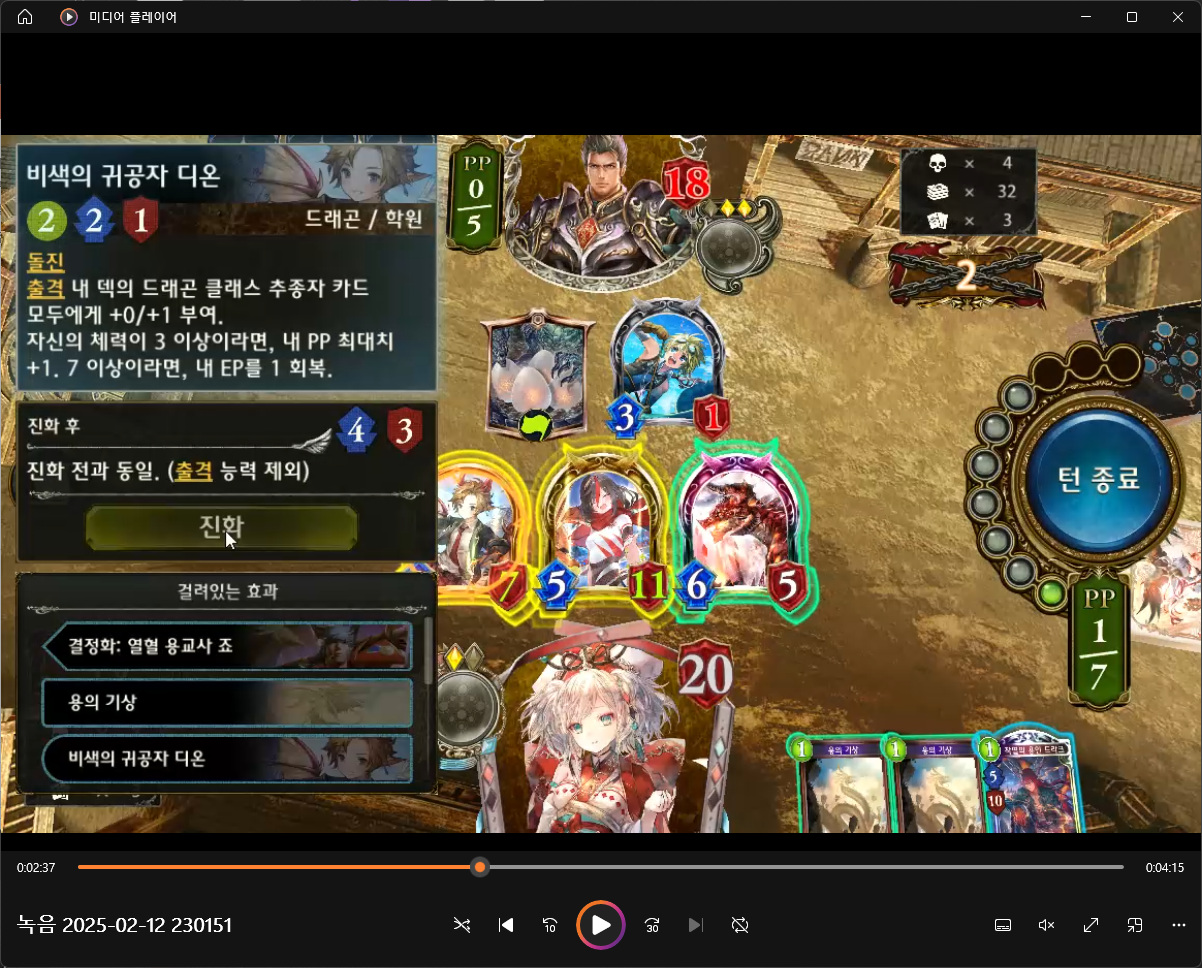 미디어 플레이어
비색의 귀공자 디온
2 2 1
드래곤 / 학원
돌진
출격 내 덱의 드래곤 클래스 추종자 카드
모두에게 +0/+1 부여.
자신의 체력이 3 이상이라면, 내 PP 최대치
+1. 7 이상이라면, 내 EP를 1 회복.
진화 후
4 3
진화 전과 동일. (출격 능력 제외)
진화
걸려있는 효과
결정화: 열혈 용교사 죠
용의 기상
비색의 귀공자 디온
PP
0
5
18
× 4
× 32
× 3
2
3 1
7 5 11 6 5
턴 종료
20
PP
1
7
1 용의 기상
1 용의 기상
1
5
10
0:02:37
0:04:15
녹음 2025-02-12 230151
10
30